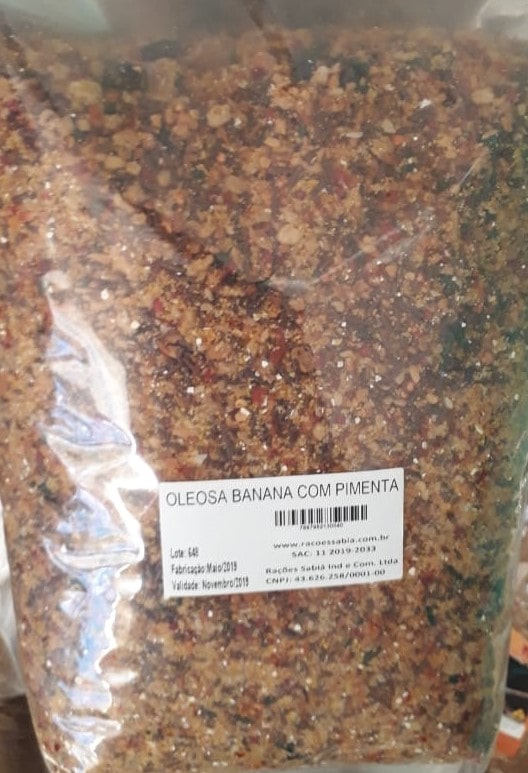 OLEOSA BANANA COM PIMENTA
www.racoessabia.com.br
SAC: 11 2019-2033
Lote: 648
Fabricação:Maio/2019
Validade: Novembro/2019
Rações Sabiá Ind e Com. Ltda
CNPJ: 43.626.258/0001-00